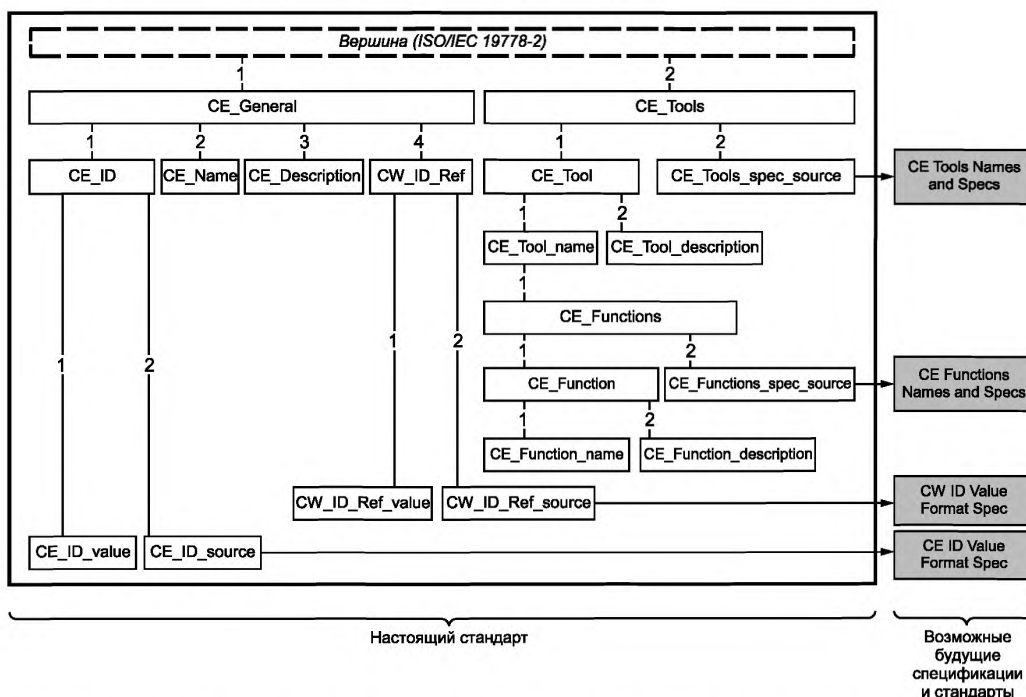 Вершина (ISO/IEC 19778-2)
1
2
CE_General
CE_Tools
1
2
3
4
1
2
CE_ID
CE_Name
CE_Description
CW_ID_Ref
CE_Tool
CE_Tools_spec_source
CE Tools Names
and Specs
1
2
CE_Tool_name
CE_Tool_description
1
CE_Functions
1
2
1
2
1
2
CE_Function
CE_Functions_spec_source
CE Functions
Names and Specs
1
2
CE_Function_name
CE_Function_description
CW_ID_Ref_value
CW_ID_Ref_source
CW ID Value
Format Spec
CE_ID_value
CE_ID_source
CE ID Value
Format Spec
Настоящий стандарт
Возможные
будущие
спецификации
и стандарты